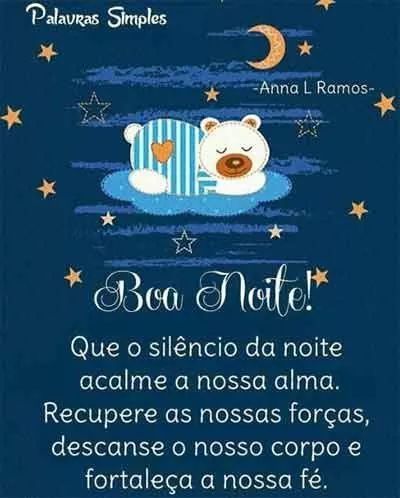 Palavras Simples
-Anna L Ramos-
Boa Noite!
Que o silêncio da noite
acalme a nossa alma.
Recupere as nossas forças,
descanse o nosso corpo e
fortaleça a nossa fé.